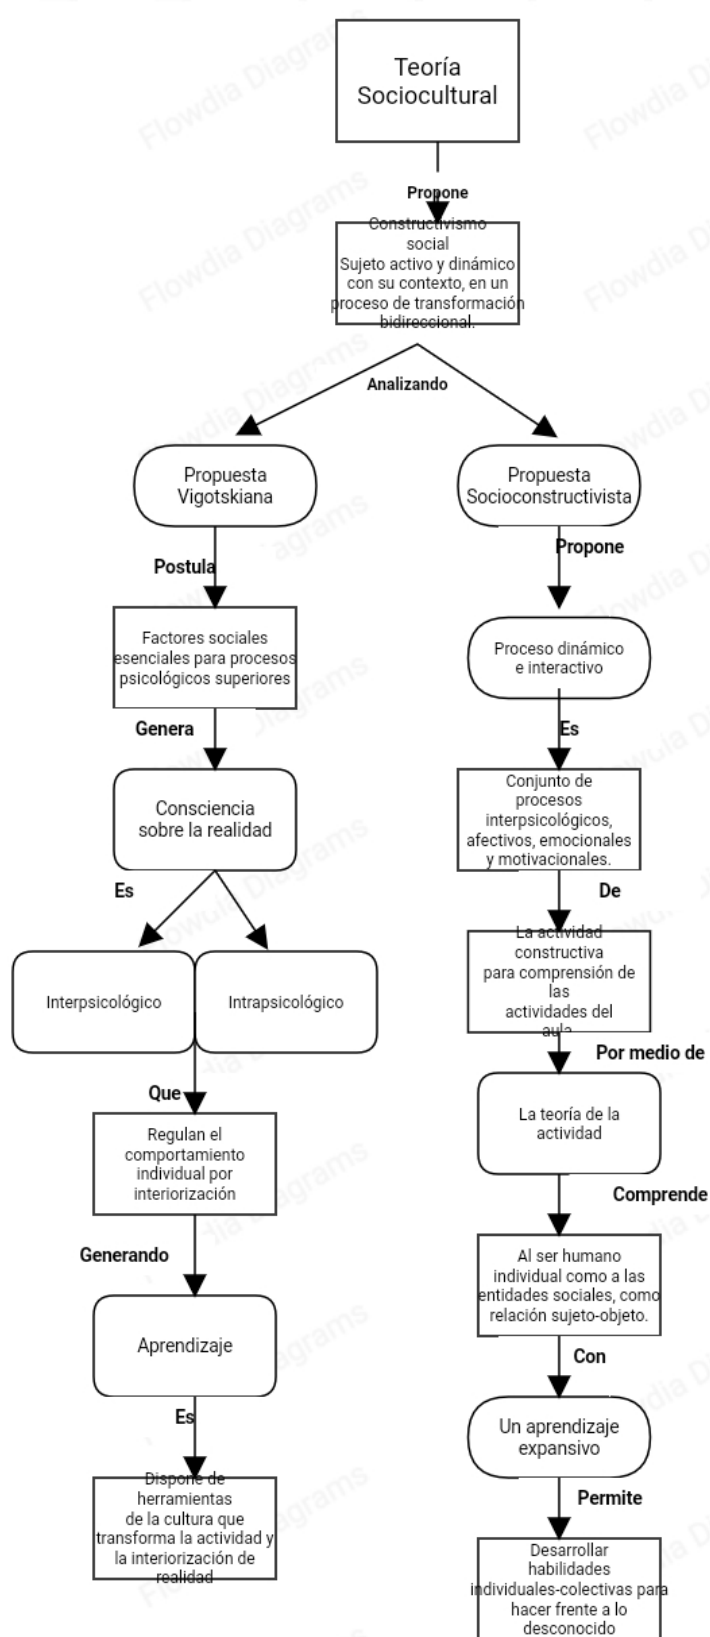 Teoría
Sociocultural
Propone
Constructivismo
social
Sujeto activo y dinámico
con su contexto, en un
proceso de transformación
bidireccional.
Analizando
Propuesta
Vigotskiana
Postula
Factores sociales
esenciales para procesos
psicológicos superiores
Genera
Consciencia
sobre la realidad
Es
Interpsicológico
Intrapsicológico
Que
Regulan el
comportamiento
individual por
interiorización
Generando
Aprendizaje
Es
Dispone de
herramientas
de la cultura que
transforma la actividad y
la interiorización de
realidad
Propuesta
Socioconstructivista
Propone
Proceso dinámico
e interactivo
Es
Conjunto de
procesos
interpsicológicos,
afectivos, emocionales
y motivacionales.
De
La actividad
constructiva
para comprensión de
las
actividades del
aula
Por medio de
La teoría de la
actividad
Comprende
Al ser humano
individual como a las
entidades sociales, como
relación sujeto-objeto.
Con
Un aprendizaje
expansivo
Permite
Desarrollar
habilidades
individuales-colectivas para
hacer frente a lo
desconocido
Flowdia Diagrams